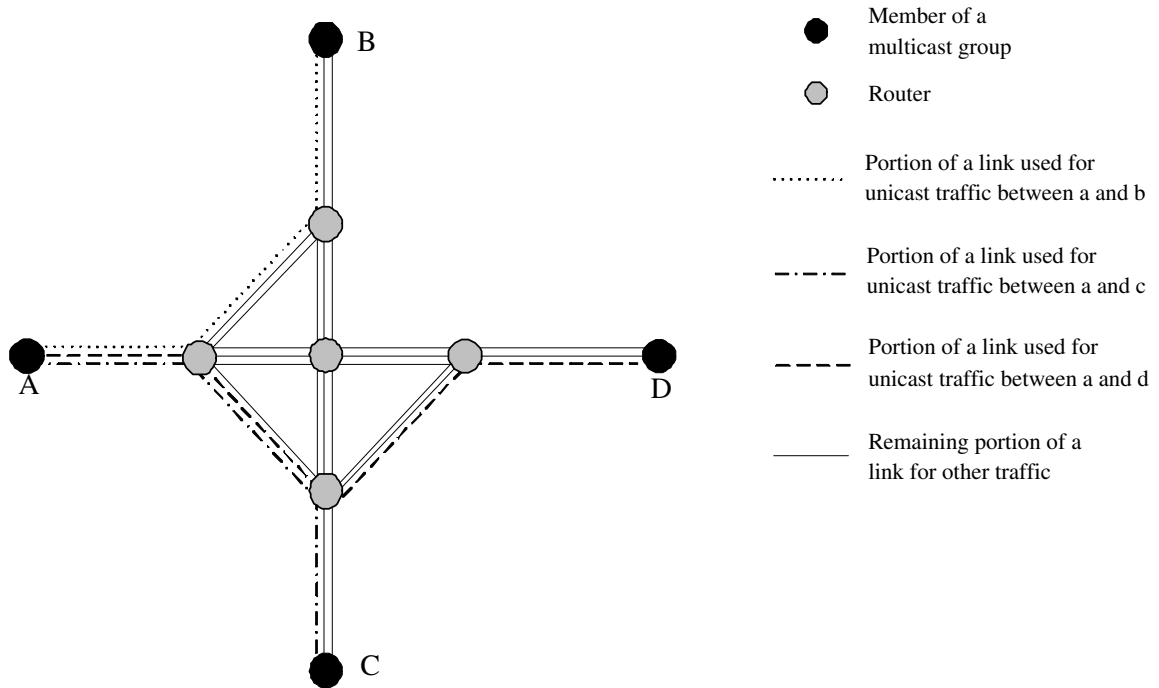 B
A
D
C
Member of a
multicast group
Router
Portion of a link used for
unicast traffic between a and b
Portion of a link used for
unicast traffic between a and c
Portion of a link used for
unicast traffic between a and d
Remaining portion of a
link for other traffic